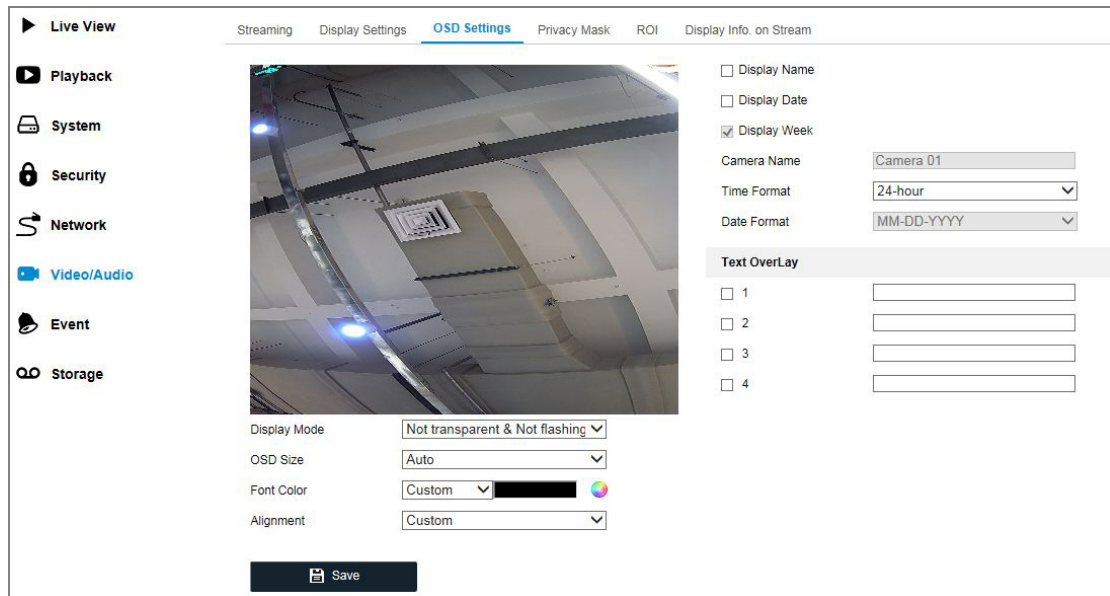 Live View
Playback
System
Security
Network
Video/Audio
Event
Storage
Streaming Display Settings OSD Settings Privacy Mask ROI Display Info. on Stream
Display Name
Display Date
Display Week
Camera Name Camera 01
Time Format 24-hour
Date Format MM-DD-YYYY
Text OverLay
1
2
3
4
Display Mode Not transparent & Not flashing
OSD Size Auto
Font Color Custom
Alignment Custom
Save